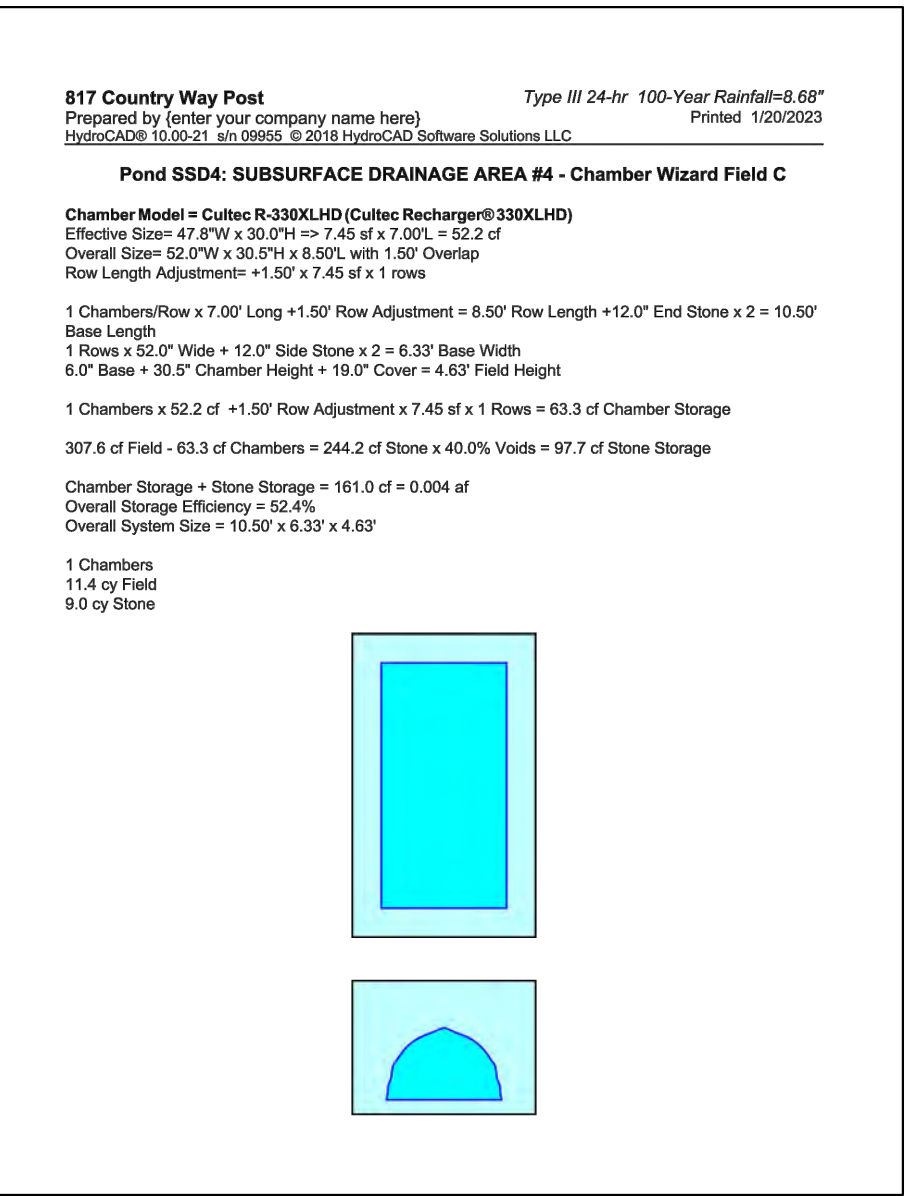 817 Country Way Post
Type III 24-hr 100-Year Rainfall=8.68"
Prepared by {enter your company name here}
Printed 1/20/2023
HydroCAD® 10.00-21 s/n 09955 © 2018 HydroCAD Software Solutions LLC
Pond SSD4: SUBSURFACE DRAINAGE AREA #4 - Chamber Wizard Field C
Chamber Model = Cultec R-330XLHD (Cultec Recharger® 330XLHD)
Effective Size= 47.8"W x 30.0"H => 7.45 sf x 7.00'L = 52.2 cf
Overall Size= 52.0"W x 30.5"H x 8.50'L with 1.50' Overlap
Row Length Adjustment= +1.50' x 7.45 sf x 1 rows
1 Chambers/Row x 7.00' Long +1.50' Row Adjustment = 8.50' Row Length +12.0" End Stone x 2 = 10.50'
Base Length
1 Rows x 52.0" Wide + 12.0" Side Stone x 2 = 6.33' Base Width
6.0" Base + 30.5" Chamber Height + 19.0" Cover = 4.63' Field Height
1 Chambers x 52.2 cf +1.50' Row Adjustment x 7.45 sf x 1 Rows = 63.3 cf Chamber Storage
307.6 cf Field - 63.3 cf Chambers = 244.2 cf Stone x 40.0% Voids = 97.7 cf Stone Storage
Chamber Storage + Stone Storage = 161.0 cf = 0.004 af
Overall Storage Efficiency = 52.4%
Overall System Size = 10.50' x 6.33' x 4.63'
1 Chambers
11.4 cy Field
9.0 cy Stone